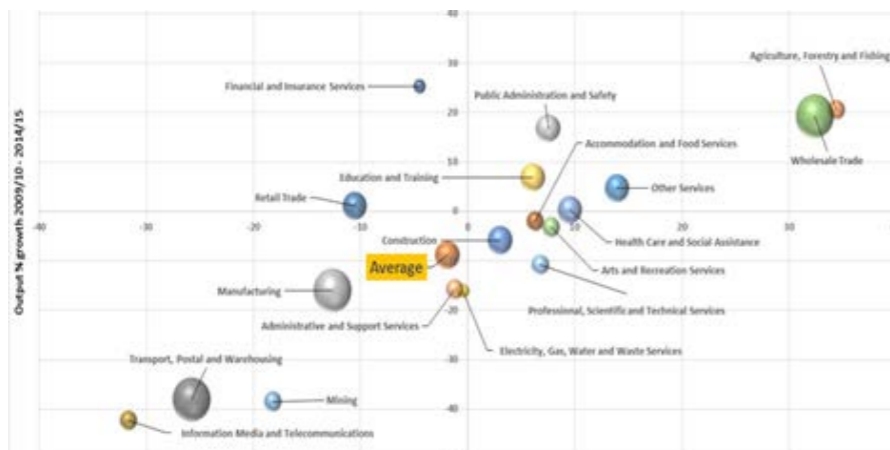 40
Agriculture, Forestry and Fishing
30
Financial and Insurance Services
Public Administration and Safety
20
Accommodation and Food Services
Wholesale Trade
10
Education and Training
Other Services
Retail Trade
0
-40
-30
-20
-10
0
10
20
30
Construction
Health Care and Social Assistance
Average
-10
Arts and Recreation Services
Manufacturing
Professional, Scientific and Technical Services
-20
Administrative and Support Services
Electricity, Gas, Water and Waste Services
-30
Transport, Postal and Warehousing
Mining
-40
Information Media and Telecommunications
Output % growth 2009/10 - 2014/15